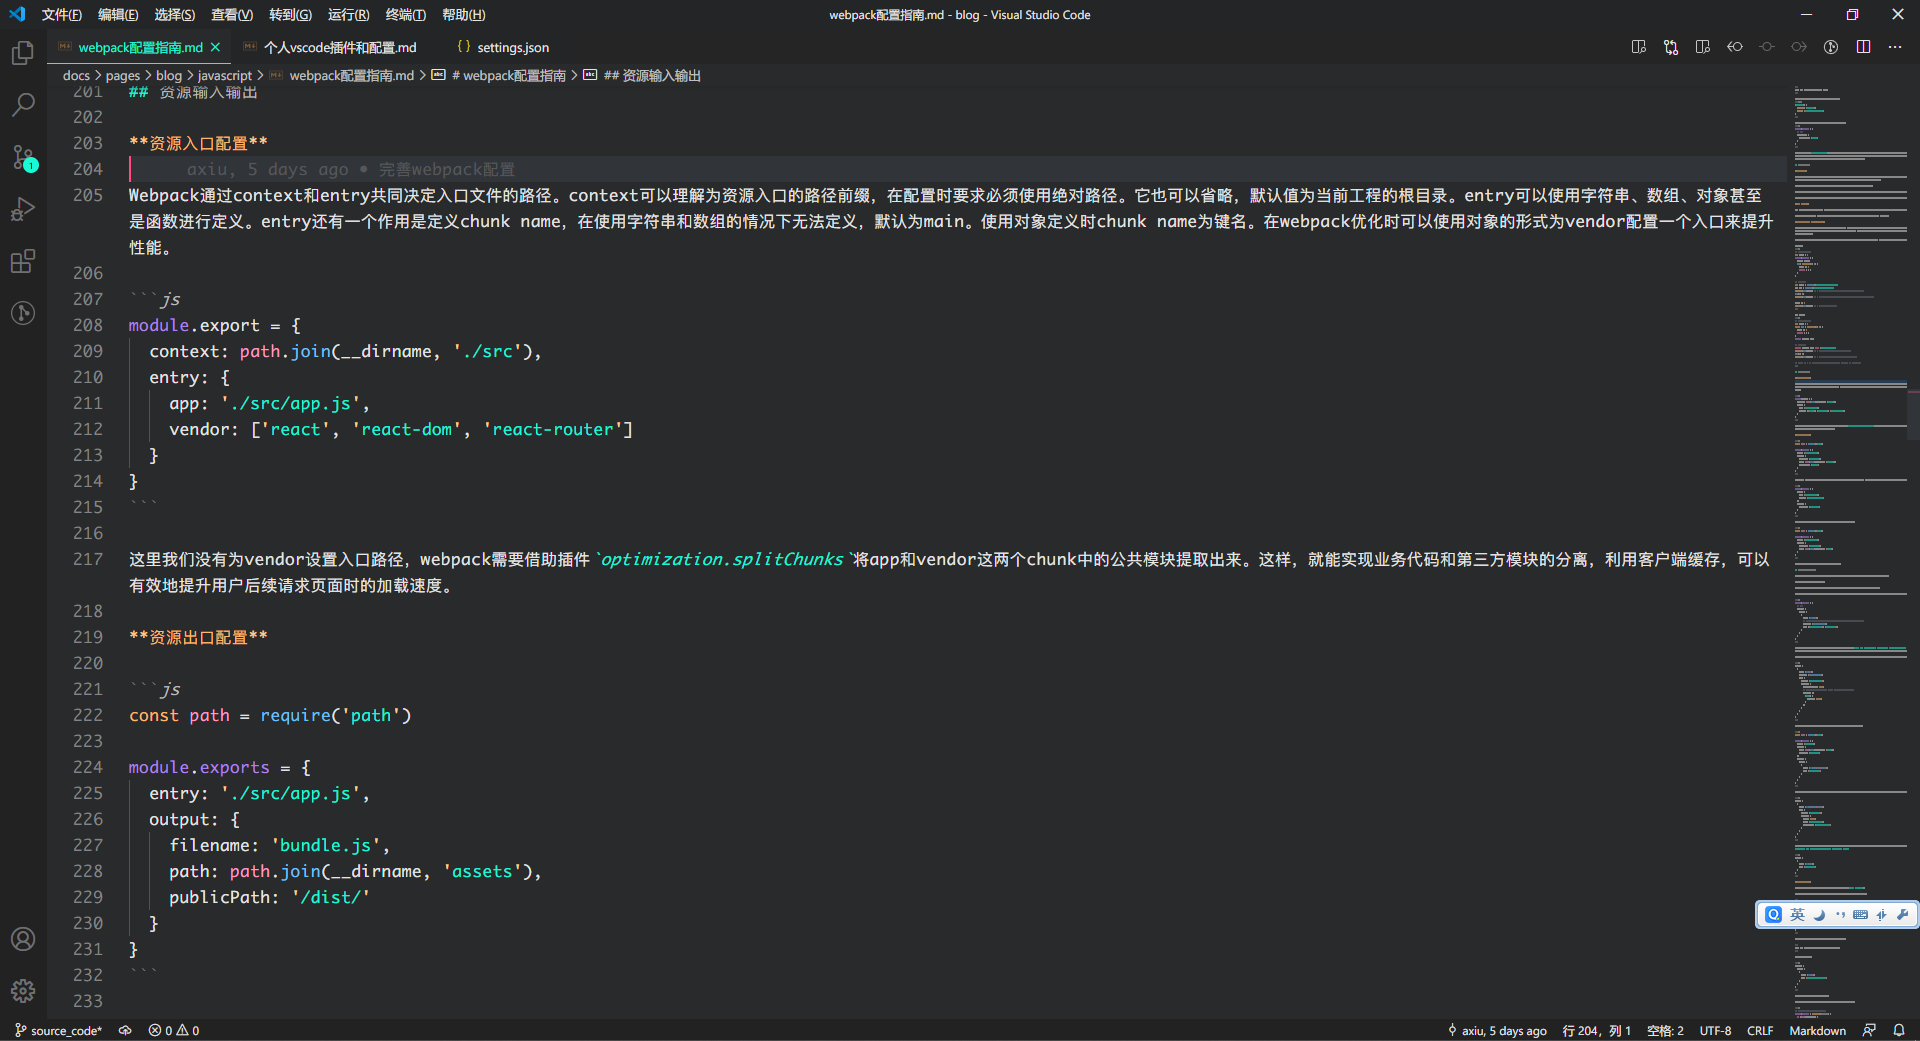 文件(F) 编辑(E) 选择(S) 查看(V) 转到(G) 运行(R) 终端(T) 帮助(H) webpack配置指南.md - blog - Visual Studio Code
webpack配置指南.md 个人vscode插件和配置.md {} settings.json
docs > pages > blog > javascript > webpack配置指南.md > # webpack配置指南 > ## 资源输入输出
201 ## 资源输入输出
202
203 **资源入口配置**
204 axiu, 5 days ago • 完善webpack配置
205 Webpack通过context和entry共同决定入口文件的路径。context可以理解为资源入口的路径前缀，在配置时要求必须使用绝对路径。它也可以省略，默认值为当前工程的根目录。entry可以使用字符串、数组、对象甚至
是函数进行定义。entry还有一个作用是定义chunk name，在使用字符串和数组的情况下无法定义，默认为main。使用对象定义时chunk name为键名。在webpack优化时可以使用对象的形式为vendor配置一个入口来提升
性能。
206
207 ```js
208 module.export = {
209 context: path.join(__dirname, './src'),
210 entry: {
211 app: './src/app.js',
212 vendor: ['react', 'react-dom', 'react-router']
213 }
214 }
215 ```
216
217 这里我们没有为vendor设置入口路径，webpack需要借助插件`optimization.splitChunks`将app和vendor这两个chunk中的公共模块提取出来。这样，就能实现业务代码和第三方模块的分离，利用客户端缓存，可以
有效地提升用户后续请求页面时的加载速度。
218
219 **资源出口配置**
220
221 ```js
222 const path = require('path')
223
224 module.exports = {
225 entry: './src/app.js',
226 output: {
227 filename: 'bundle.js',
228 path: path.join(__dirname, 'assets'),
229 publicPath: '/dist/'
230 }
231 }
232 ```
233
英
source_code* 0 0 axiu, 5 days ago 行 204，列 1 空格: 2 UTF-8 CRLF Markdown